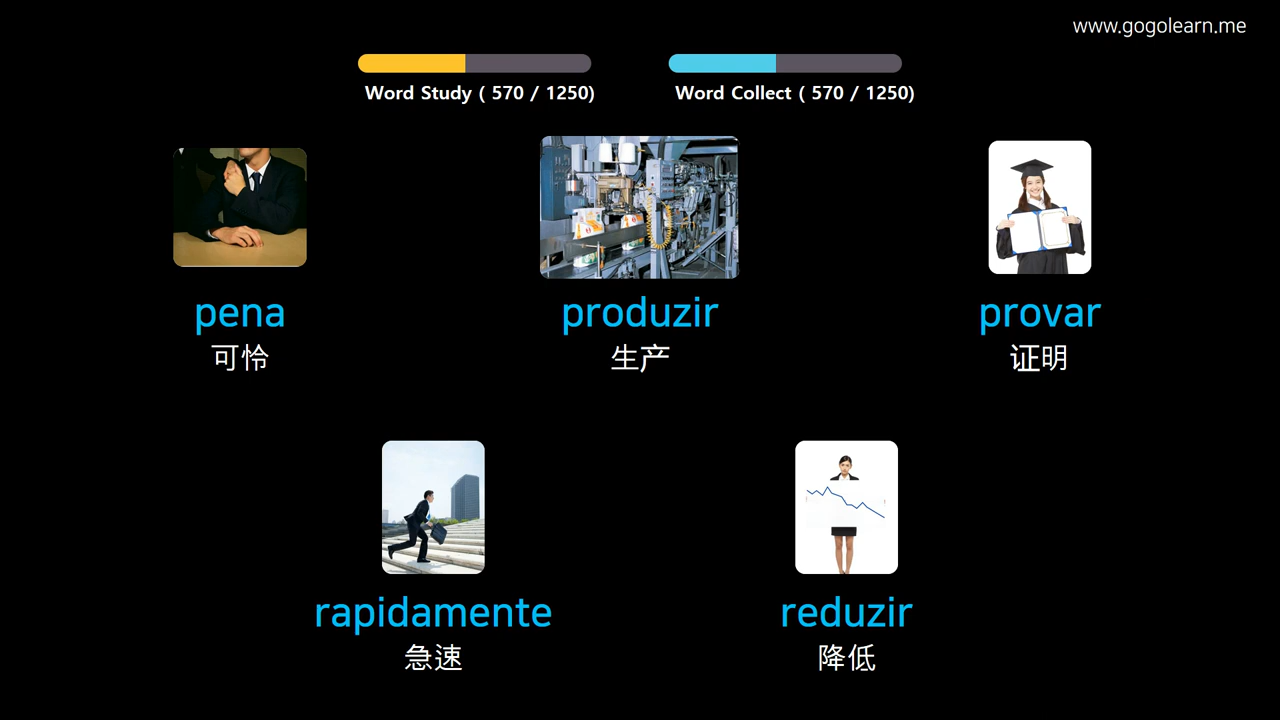 www.gogolearn.me
Word Study ( 570 / 1250)
Word Collect ( 570 / 1250)
pena
可怜
produzir
生产
provar
证明
rapidamente
急速
reduzir
降低